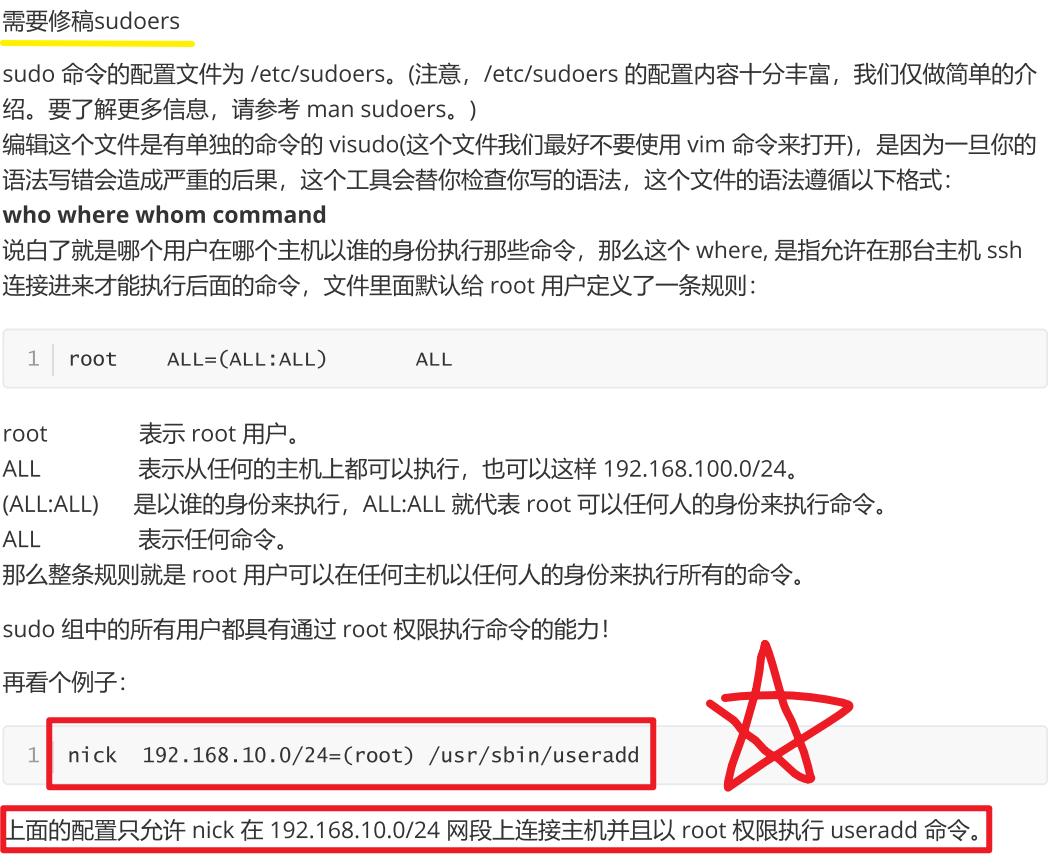 需要修稿sudoers
sudo 命令的配置文件为 /etc/sudoers。(注意，/etc/sudoers 的配置内容十分丰富，我们仅做简单的介
绍。要了解更多信息，请参考 man sudoers。)
编辑这个文件是有单独的命令的 visudo(这个文件我们最好不要使用 vim 命令来打开)，是因为一旦你的
语法写错会造成严重的后果，这个工具会替你检查你写的语法，这个文件的语法遵循以下格式：
who where whom command
说白了就是哪个用户在哪个主机以谁的身份执行那些命令，那么这个 where, 是指允许在那台主机 ssh
连接进来才能执行后面的命令，文件里面默认给 root 用户定义了一条规则：
1 root    ALL=(ALL:ALL)       ALL
root 表示 root 用户。
ALL 表示从任何的主机上都可以执行，也可以这样 192.168.100.0/24。
(ALL:ALL) 是以谁的身份来执行，ALL:ALL 就代表 root 可以任何人的身份来执行命令。
ALL 表示任何命令。
那么整条规则就是 root 用户可以在任何主机以任何人的身份来执行所有的命令。
sudo 组中的所有用户都具有通过 root 权限执行命令的能力！
再看个例子：
1 nick  192.168.10.0/24=(root) /usr/sbin/useradd
上面的配置只允许 nick 在 192.168.10.0/24 网段上连接主机并且以 root 权限执行 useradd 命令。